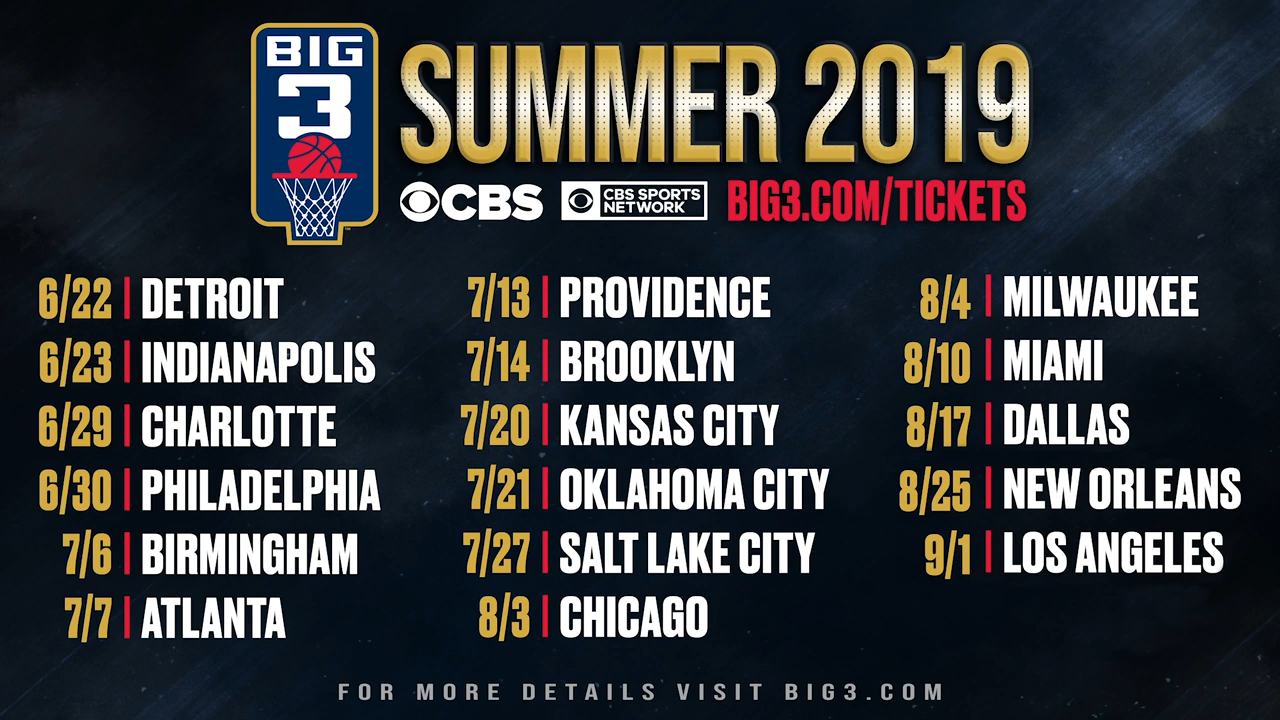 BIG
3
SUMMER 2019
CBS
CBS SPORTS
NETWORK
BIG3.COM/TICKETS
6/22 | DETROIT
6/23 | INDIANAPOLIS
6/29 | CHARLOTTE
6/30 | PHILADELPHIA
7/6 | BIRMINGHAM
7/7 | ATLANTA
7/13 | PROVIDENCE
7/14 | BROOKLYN
7/20 | KANSAS CITY
7/21 | OKLAHOMA CITY
7/27 | SALT LAKE CITY
8/3 | CHICAGO
8/4 | MILWAUKEE
8/10 | MIAMI
8/17 | DALLAS
8/25 | NEW ORLEANS
9/1 | LOS ANGELES
FOR MORE DETAILS VISIT BIG3.COM